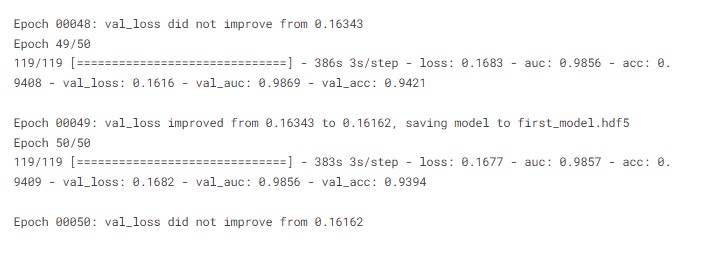 Epoch 00048: val_loss did not improve from 0.16343
Epoch 49/50
119/119 [==============================] - 386s 3s/step - loss: 0.1683 - auc: 0.9856 - acc: 0.
9408 - val_loss: 0.1616 - val_auc: 0.9869 - val_acc: 0.9421
Epoch 00049: val_loss improved from 0.16343 to 0.16162, saving model to first_model.hdf5
Epoch 50/50
119/119 [==============================] - 383s 3s/step - loss: 0.1677 - auc: 0.9857 - acc: 0.
9409 - val_loss: 0.1682 - val_auc: 0.9856 - val_acc: 0.9394
Epoch 00050: val_loss did not improve from 0.16162